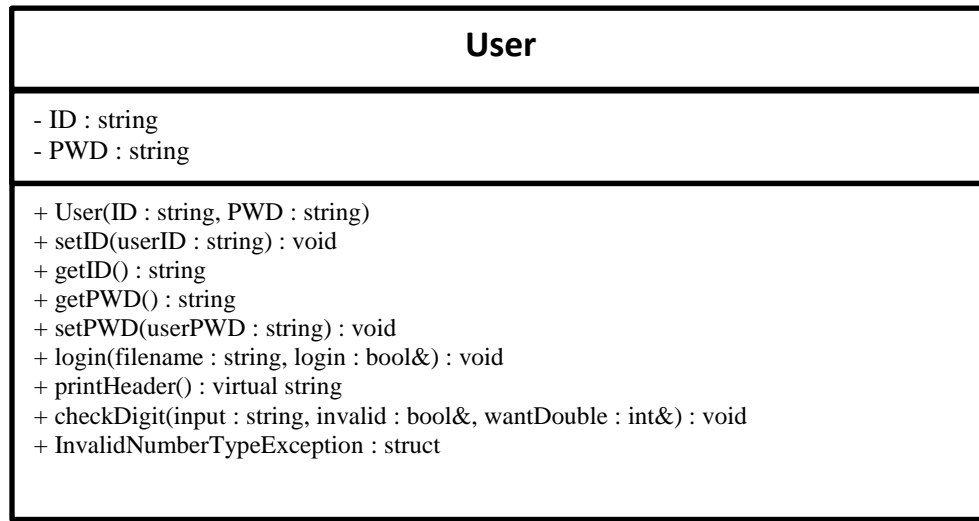 User
- ID : string
- PWD : string
+ User(ID : string, PWD : string)
+ setID(userID : string) : void
+ getID() : string
+ getPWD() : string
+ setPWD(userPWD : string) : void
+ login(filename : string, login : bool&) : void
+ printHeader() : virtual string
+ checkDigit(input : string, invalid : bool&, wantDouble : int&) : void
+ InvalidNumberTypeException : struct